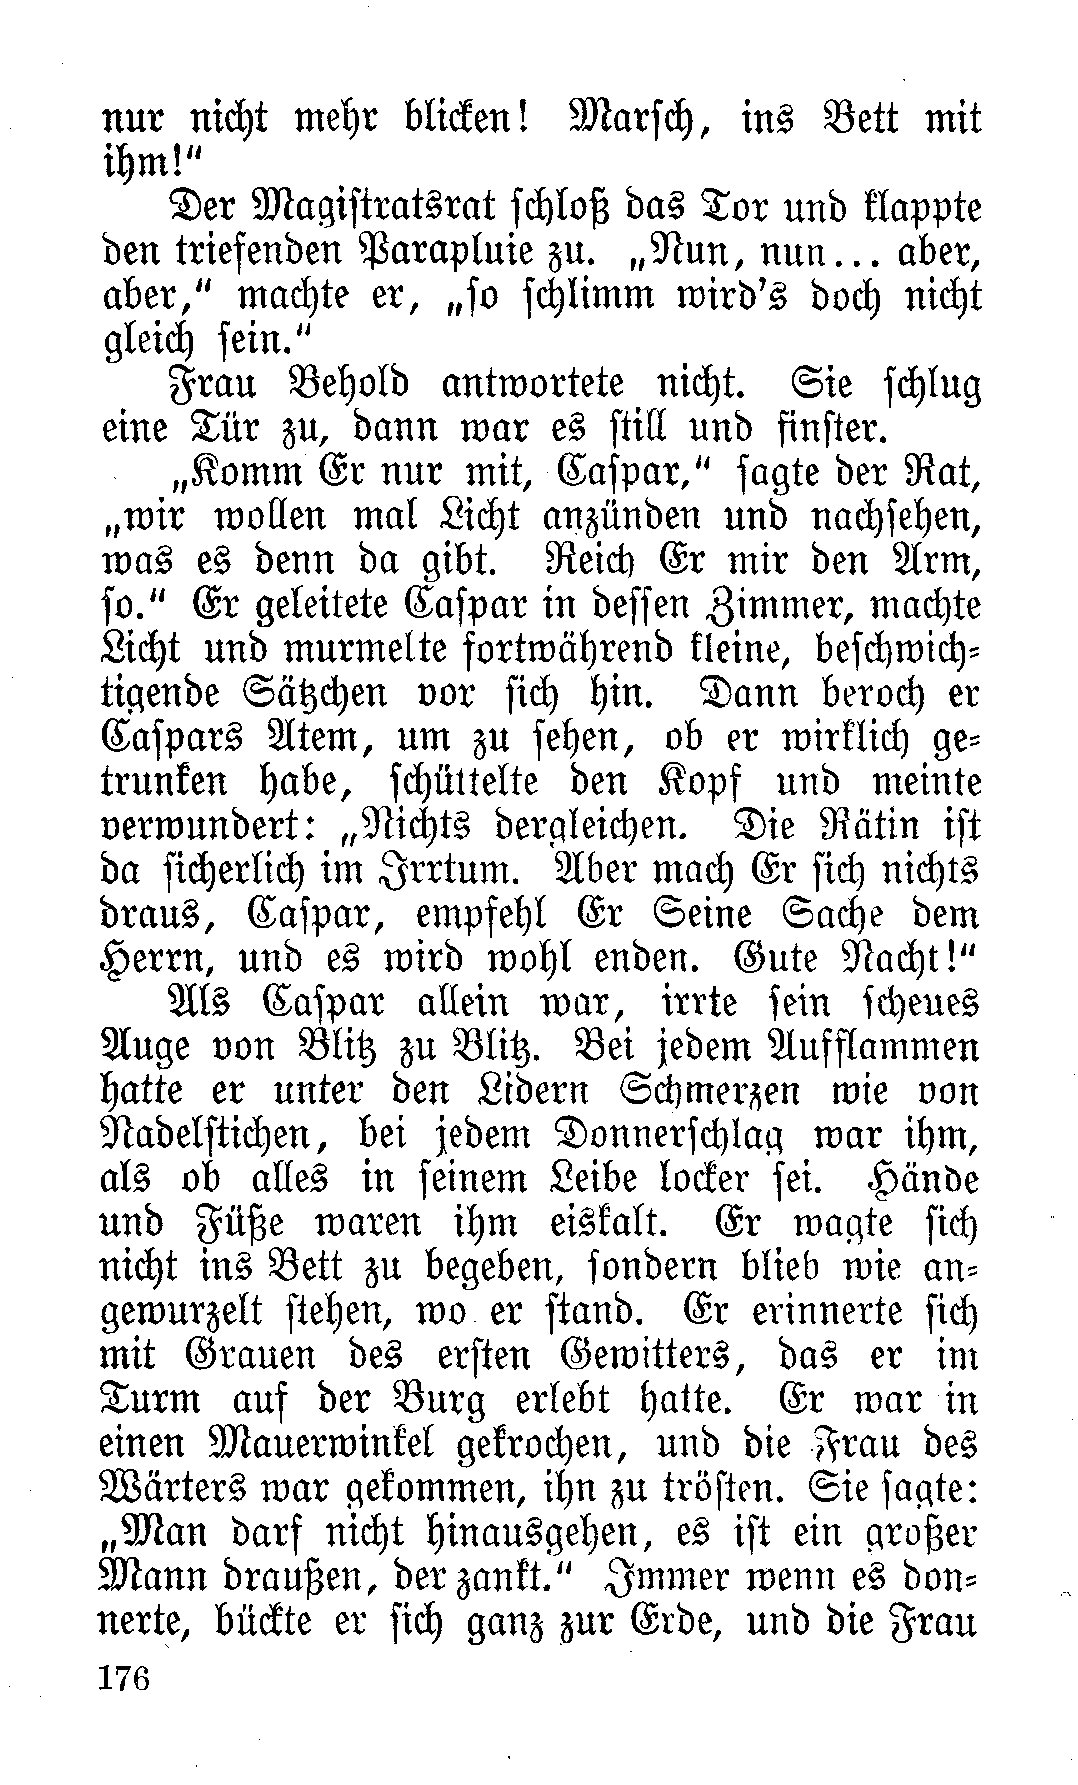 nur nicht mehr blicken! Marsch, ins Bett mit
ihm!“
Der Magistratsrat schloß das Tor und klappte
den triefenden Parapluie zu. „Nun, nun... aber,
aber,“ machte er, „so schlimm wird's doch nicht
gleich sein.“
Frau Behold antwortete nicht. Sie schlug
eine Tür zu, dann war es still und finster.
„Komm Er nur mit, Caspar,“ sagte der Rat,
„wir wollen mal Licht anzünden und nachsehen,
was es denn da gibt. Reich Er mir den Arm,
so.“ Er geleitete Caspar in dessen Zimmer, machte
Licht und murmelte fortwährend kleine, beschwich-
tigende Sätzchen vor sich hin. Dann beroch er
Caspars Atem, um zu sehen, ob er wirklich ge-
trunken habe, schüttelte den Kopf und meinte
verwundert: „Nichts dergleichen. Die Rätin ist
da sicherlich im Irrtum. Aber mach Er sich nichts
draus, Caspar, empfehl Er Seine Sache dem
Herrn, und es wird wohl enden. Gute Nacht!“
Als Caspar allein war, irrte sein scheues
Auge von Blitz zu Blitz. Bei jedem Aufflammen
hatte er unter den Lidern Schmerzen wie von
Nadelstichen, bei jedem Donnerschlag war ihm,
als ob alles in seinem Leibe locker sei. Hände
und Füße waren ihm eiskalt. Er wagte sich
nicht ins Bett zu begeben, sondern blieb wie an-
gewurzelt stehen, wo er stand. Er erinnerte sich
mit Grauen des ersten Gewitters, das er im
Turm auf der Burg erlebt hatte. Er war in
einen Mauerwinkel gekrochen, und die Frau des
Wärters war gekommen, ihn zu trösten. Sie sagte:
„Man darf nicht hinausgehen, es ist ein großer
Mann draußen, der zankt.“ Immer wenn es don-
nerte, bückte er sich ganz zur Erde, und die Frau
176